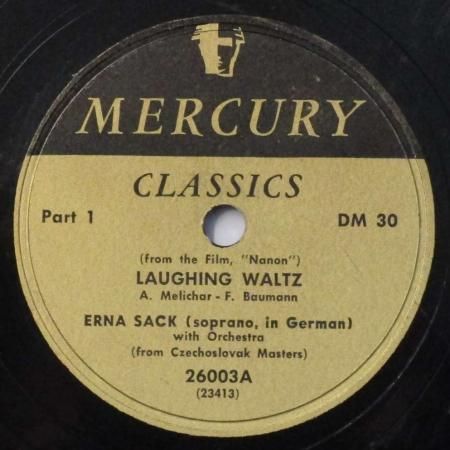 MERCURY
CLASSICS
Part 1 DM 30
(from the Film, "Nanon")
LAUGHING WALTZ
A. Melichar - F. Baumann
ERNA SACK (soprano, in German)
with Orchestra
(from Czechoslovak Masters)
26003A
(23413)